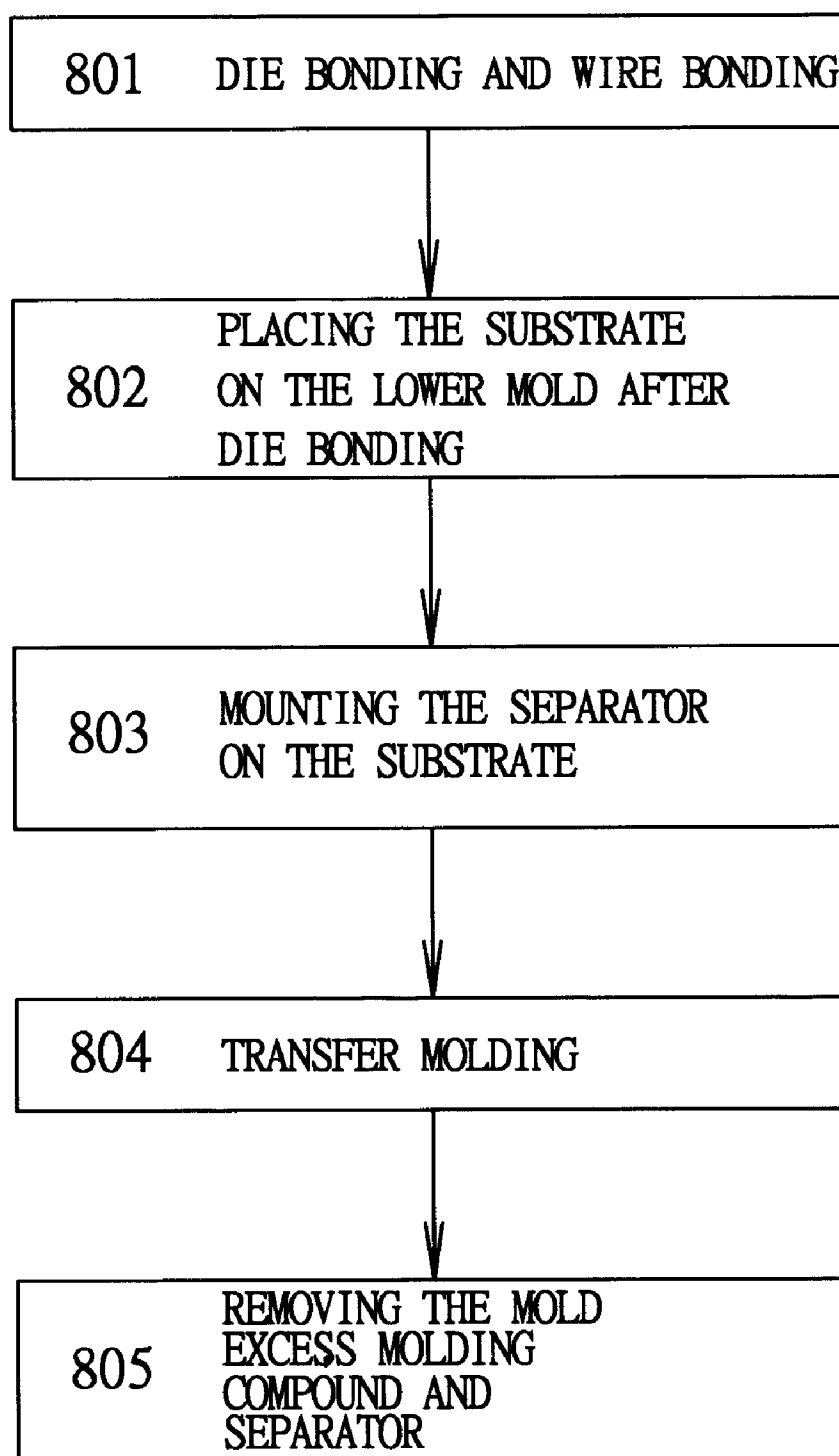 801 DIE BONDING AND WIRE BONDING
PLACING THE SUBSTRATE
802 ON THE LOWER MOLD AFTER
DIE BONDING
803 MOUNTING THE SEPARATOR
ON THE SUBSTRATE
804 TRANSFER MOLDING
REMOVING THE MOLD
EXCESS MOLDING
805 COMPOUND AND
SEPARATOR